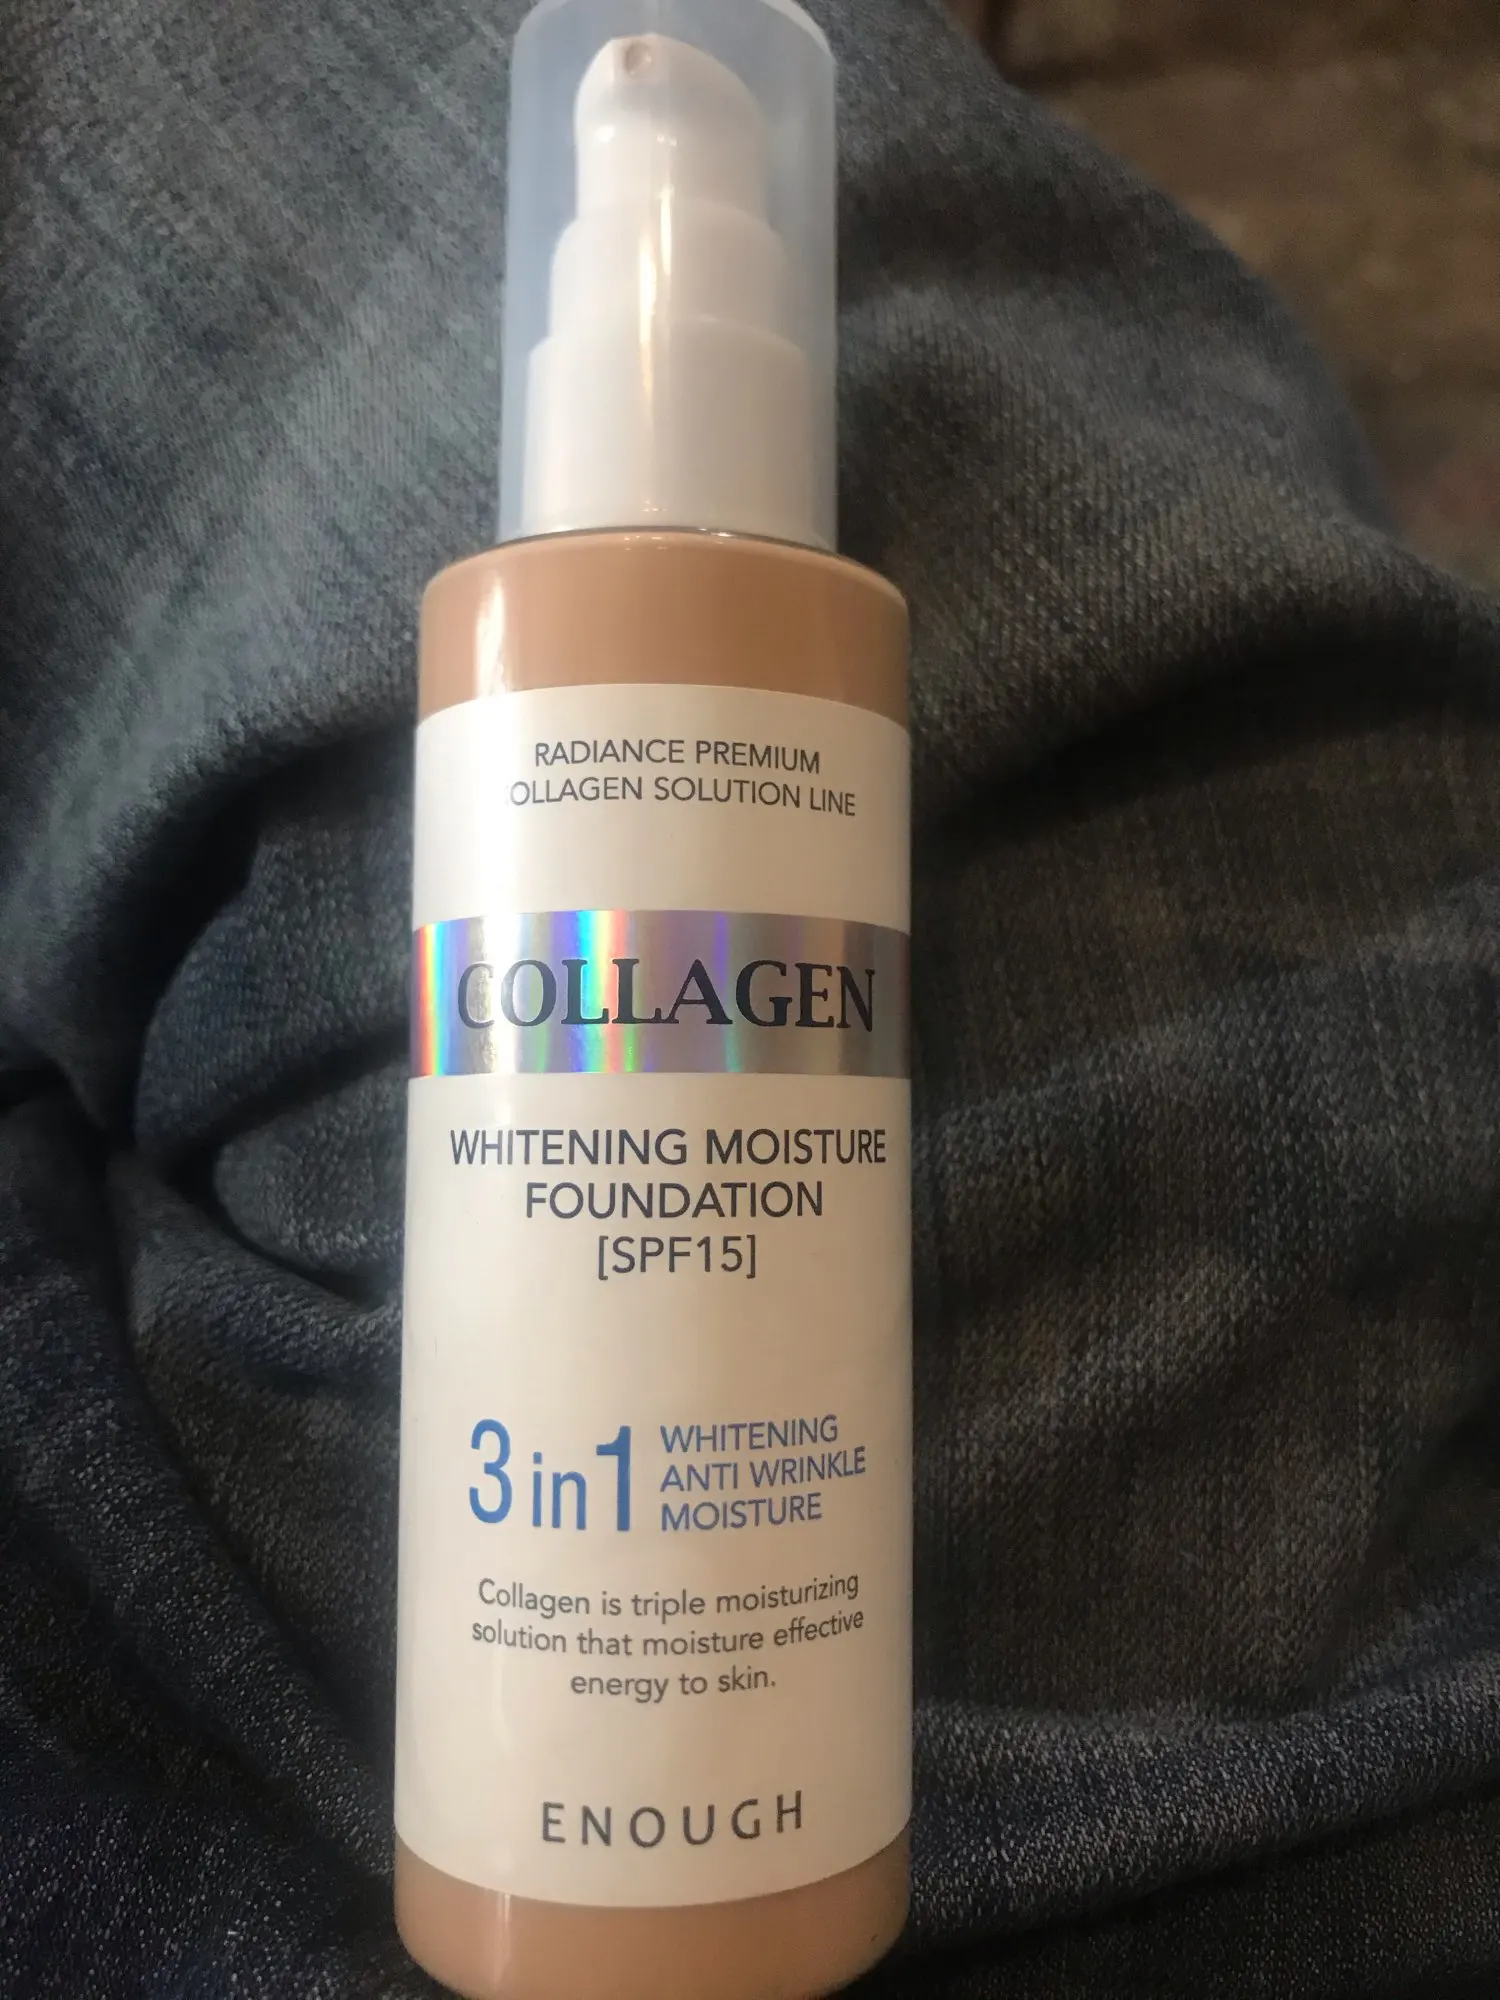 RADIANCE PREMIUM
COLLAGEN SOLUTION LINE
COLLAGEN
WHITENING MOISTURE
FOUNDATION
[SPF15]
3 in 1
WHITENING
ANTI WRINKLE
MOISTURE
Collagen is triple moisturizing
solution that moisture effective
energy to skin.
ENOUGH